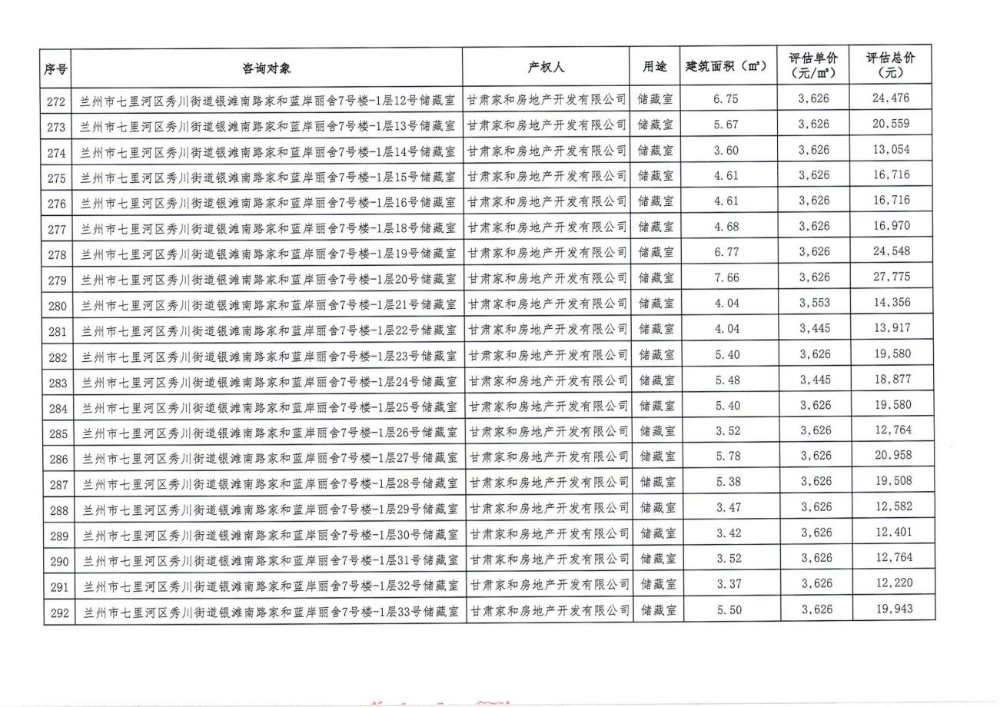 序号 咨询对象 产权人 用途 建筑面积（㎡） 评估单价（元/㎡） 评估总价（元）
272 兰州市七里河区秀川街道银滩南路家和蓝岸丽舍7号楼-1层12号储藏室 甘肃家和房地产开发有限公司 储藏室 6.75 3,626 24,476
273 兰州市七里河区秀川街道银滩南路家和蓝岸丽舍7号楼-1层13号储藏室 甘肃家和房地产开发有限公司 储藏室 5.67 3,626 20,559
274 兰州市七里河区秀川街道银滩南路家和蓝岸丽舍7号楼-1层14号储藏室 甘肃家和房地产开发有限公司 储藏室 3.60 3,626 13,054
275 兰州市七里河区秀川街道银滩南路家和蓝岸丽舍7号楼-1层15号储藏室 甘肃家和房地产开发有限公司 储藏室 4.61 3,626 16,716
276 兰州市七里河区秀川街道银滩南路家和蓝岸丽舍7号楼-1层16号储藏室 甘肃家和房地产开发有限公司 储藏室 4.61 3,626 16,716
277 兰州市七里河区秀川街道银滩南路家和蓝岸丽舍7号楼-1层18号储藏室 甘肃家和房地产开发有限公司 储藏室 4.68 3,626 16,970
278 兰州市七里河区秀川街道银滩南路家和蓝岸丽舍7号楼-1层19号储藏室 甘肃家和房地产开发有限公司 储藏室 6.77 3,626 24,548
279 兰州市七里河区秀川街道银滩南路家和蓝岸丽舍7号楼-1层20号储藏室 甘肃家和房地产开发有限公司 储藏室 7.66 3,626 27,775
280 兰州市七里河区秀川街道银滩南路家和蓝岸丽舍7号楼-1层21号储藏室 甘肃家和房地产开发有限公司 储藏室 4.04 3,553 14,356
281 兰州市七里河区秀川街道银滩南路家和蓝岸丽舍7号楼-1层22号储藏室 甘肃家和房地产开发有限公司 储藏室 4.04 3,445 13,917
282 兰州市七里河区秀川街道银滩南路家和蓝岸丽舍7号楼-1层23号储藏室 甘肃家和房地产开发有限公司 储藏室 5.40 3,626 19,580
283 兰州市七里河区秀川街道银滩南路家和蓝岸丽舍7号楼-1层24号储藏室 甘肃家和房地产开发有限公司 储藏室 5.48 3,445 18,877
284 兰州市七里河区秀川街道银滩南路家和蓝岸丽舍7号楼-1层25号储藏室 甘肃家和房地产开发有限公司 储藏室 5.40 3,626 19,580
285 兰州市七里河区秀川街道银滩南路家和蓝岸丽舍7号楼-1层26号储藏室 甘肃家和房地产开发有限公司 储藏室 3.52 3,626 12,764
286 兰州市七里河区秀川街道银滩南路家和蓝岸丽舍7号楼-1层27号储藏室 甘肃家和房地产开发有限公司 储藏室 5.78 3,626 20,958
287 兰州市七里河区秀川街道银滩南路家和蓝岸丽舍7号楼-1层28号储藏室 甘肃家和房地产开发有限公司 储藏室 5.38 3,626 19,508
288 兰州市七里河区秀川街道银滩南路家和蓝岸丽舍7号楼-1层29号储藏室 甘肃家和房地产开发有限公司 储藏室 3.47 3,626 12,582
289 兰州市七里河区秀川街道银滩南路家和蓝岸丽舍7号楼-1层30号储藏室 甘肃家和房地产开发有限公司 储藏室 3.42 3,626 12,401
290 兰州市七里河区秀川街道银滩南路家和蓝岸丽舍7号楼-1层31号储藏室 甘肃家和房地产开发有限公司 储藏室 3.52 3,626 12,764
291 兰州市七里河区秀川街道银滩南路家和蓝岸丽舍7号楼-1层32号储藏室 甘肃家和房地产开发有限公司 储藏室 3.37 3,626 12,220
292 兰州市七里河区秀川街道银滩南路家和蓝岸丽舍7号楼-1层33号储藏室 甘肃家和房地产开发有限公司 储藏室 5.50 3,626 19,943